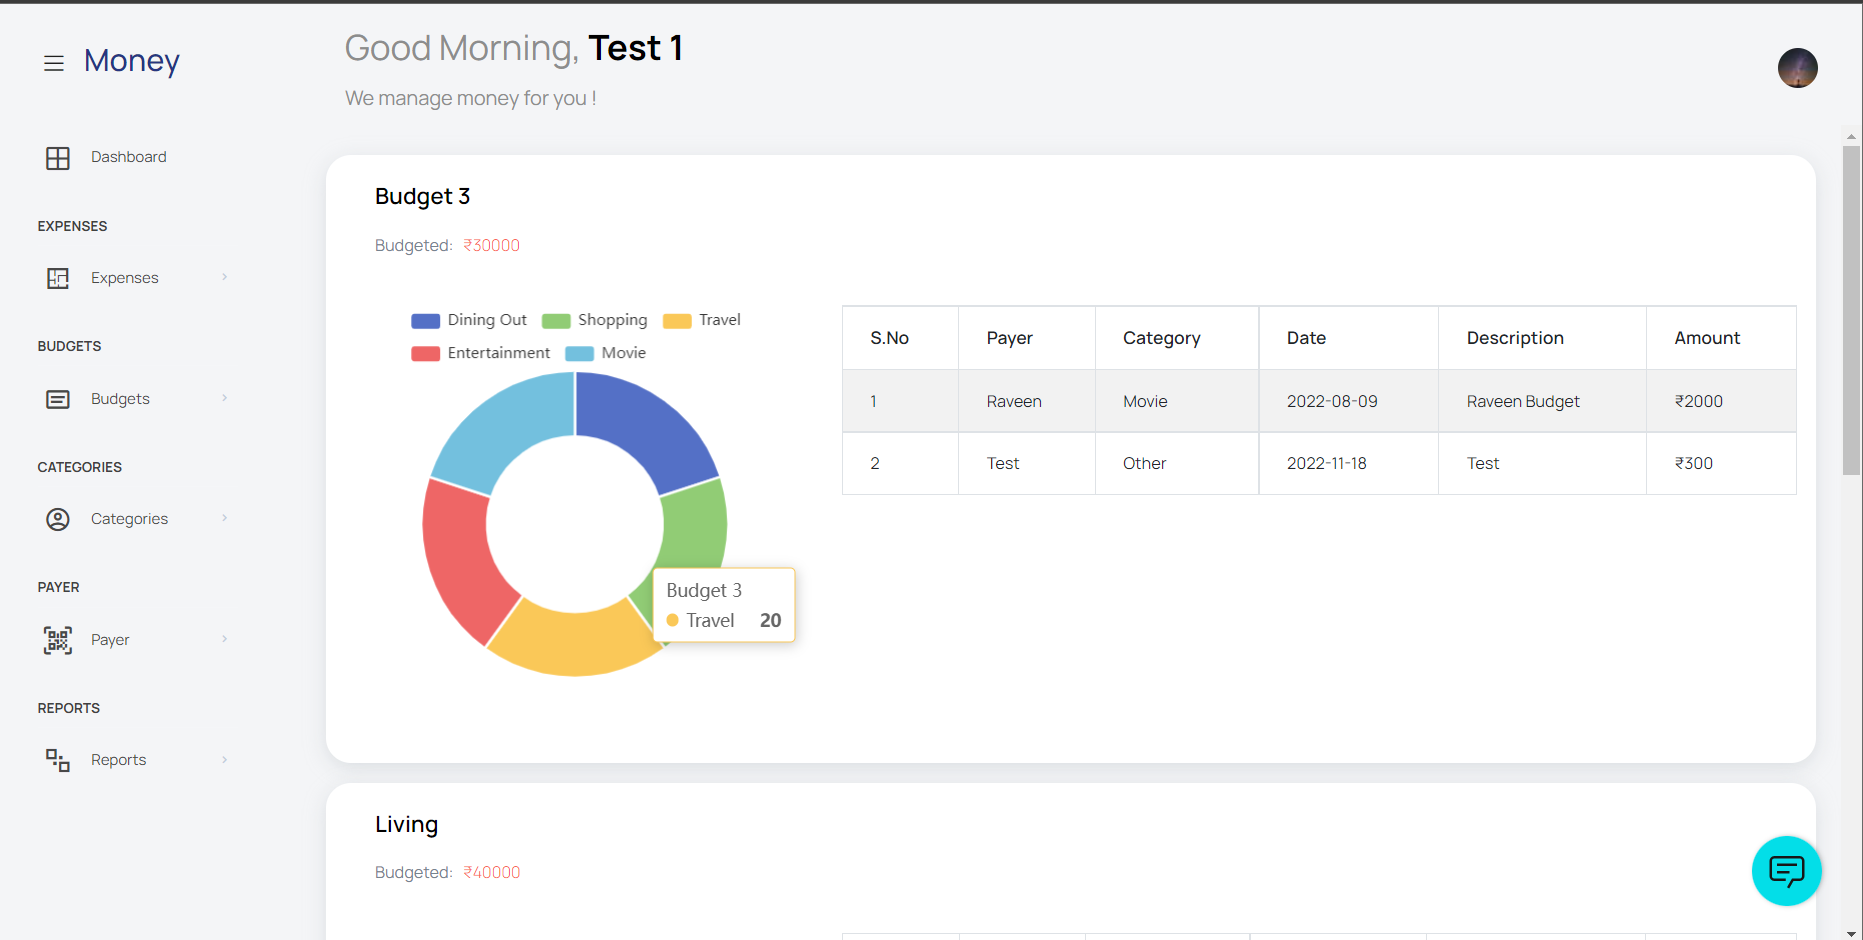 Money
Good Morning, Test 1
We manage money for you !
Dashboard
EXPENSES
Expenses
BUDGETS
Budgets
CATEGORIES
Categories
PAYER
Payer
REPORTS
Reports
Budget 3
Budgeted: ₹30000
Dining Out Shopping Travel
Entertainment Movie
Budget 3
Travel 20
S.No Payer Category Date Description Amount
1 Raveen Movie 2022-08-09 Raveen Budget ₹2000
2 Test Other 2022-11-18 Test ₹300
Living
Budgeted: ₹40000